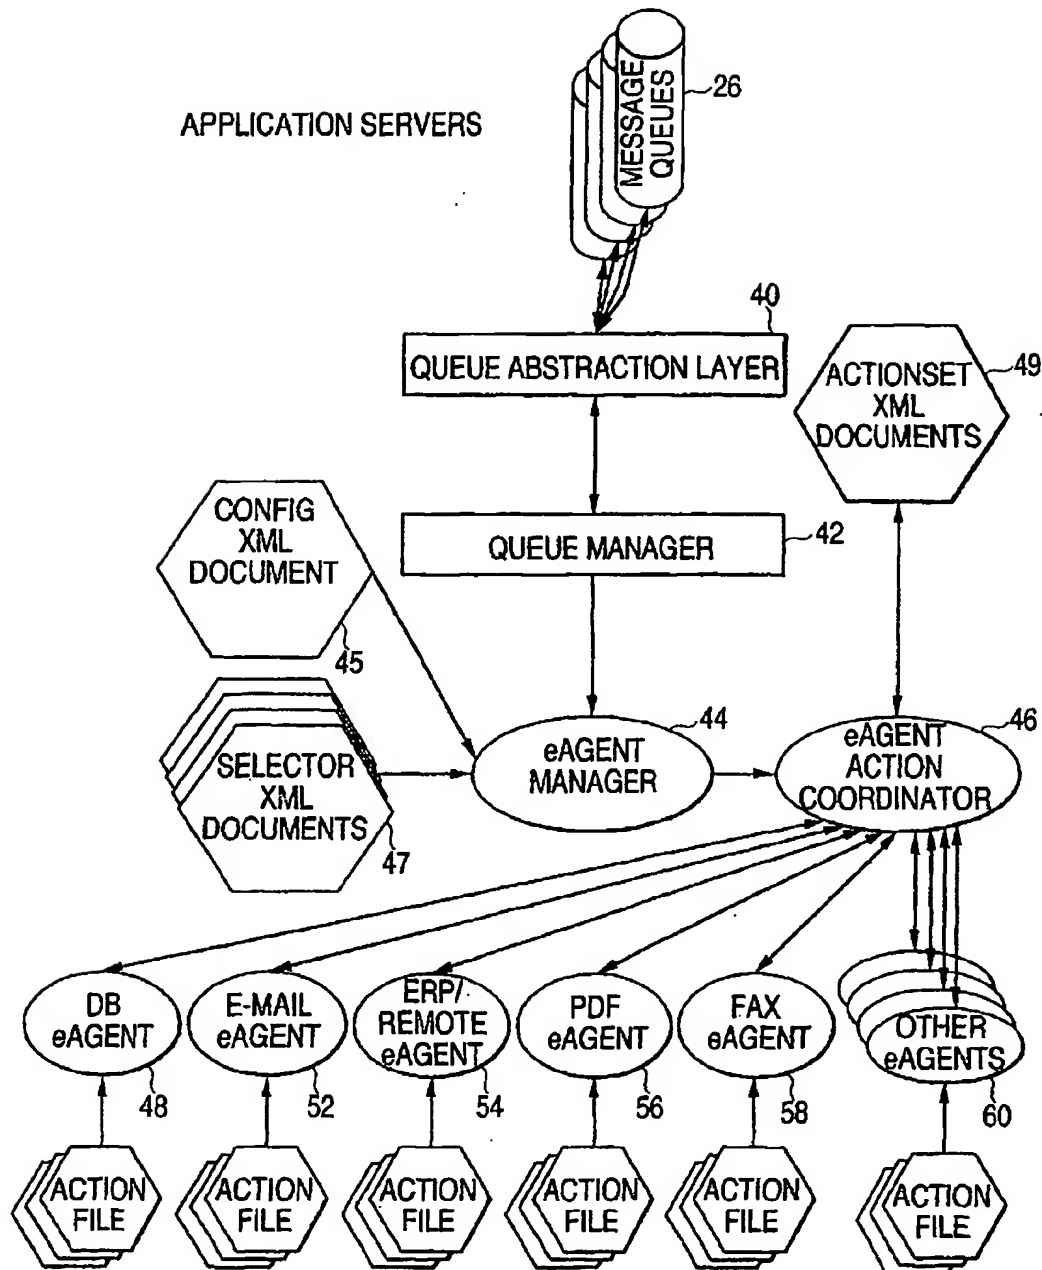 MESSAGE
QUEUES
26
APPLICATION SERVERS
40
QUEUE ABSTRACTION LAYER
ACTIONSET
XML
DOCUMENTS
49
CONFIG
XML
DOCUMENT
45
QUEUE MANAGER
42
SELECTOR
XML
DOCUMENTS
47
eAGENT
MANAGER
44
eAGENT
ACTION
COORDINATOR
46
DB
eAGENT
48
E-MAIL
eAGENT
52
ERP/
REMOTE
eAGENT
54
PDF
eAGENT
56
FAX
eAGENT
58
OTHER
eAGENTS
60
ACTION
FILE
ACTION
FILE
ACTION
FILE
ACTION
FILE
ACTION
FILE
ACTION
FILE